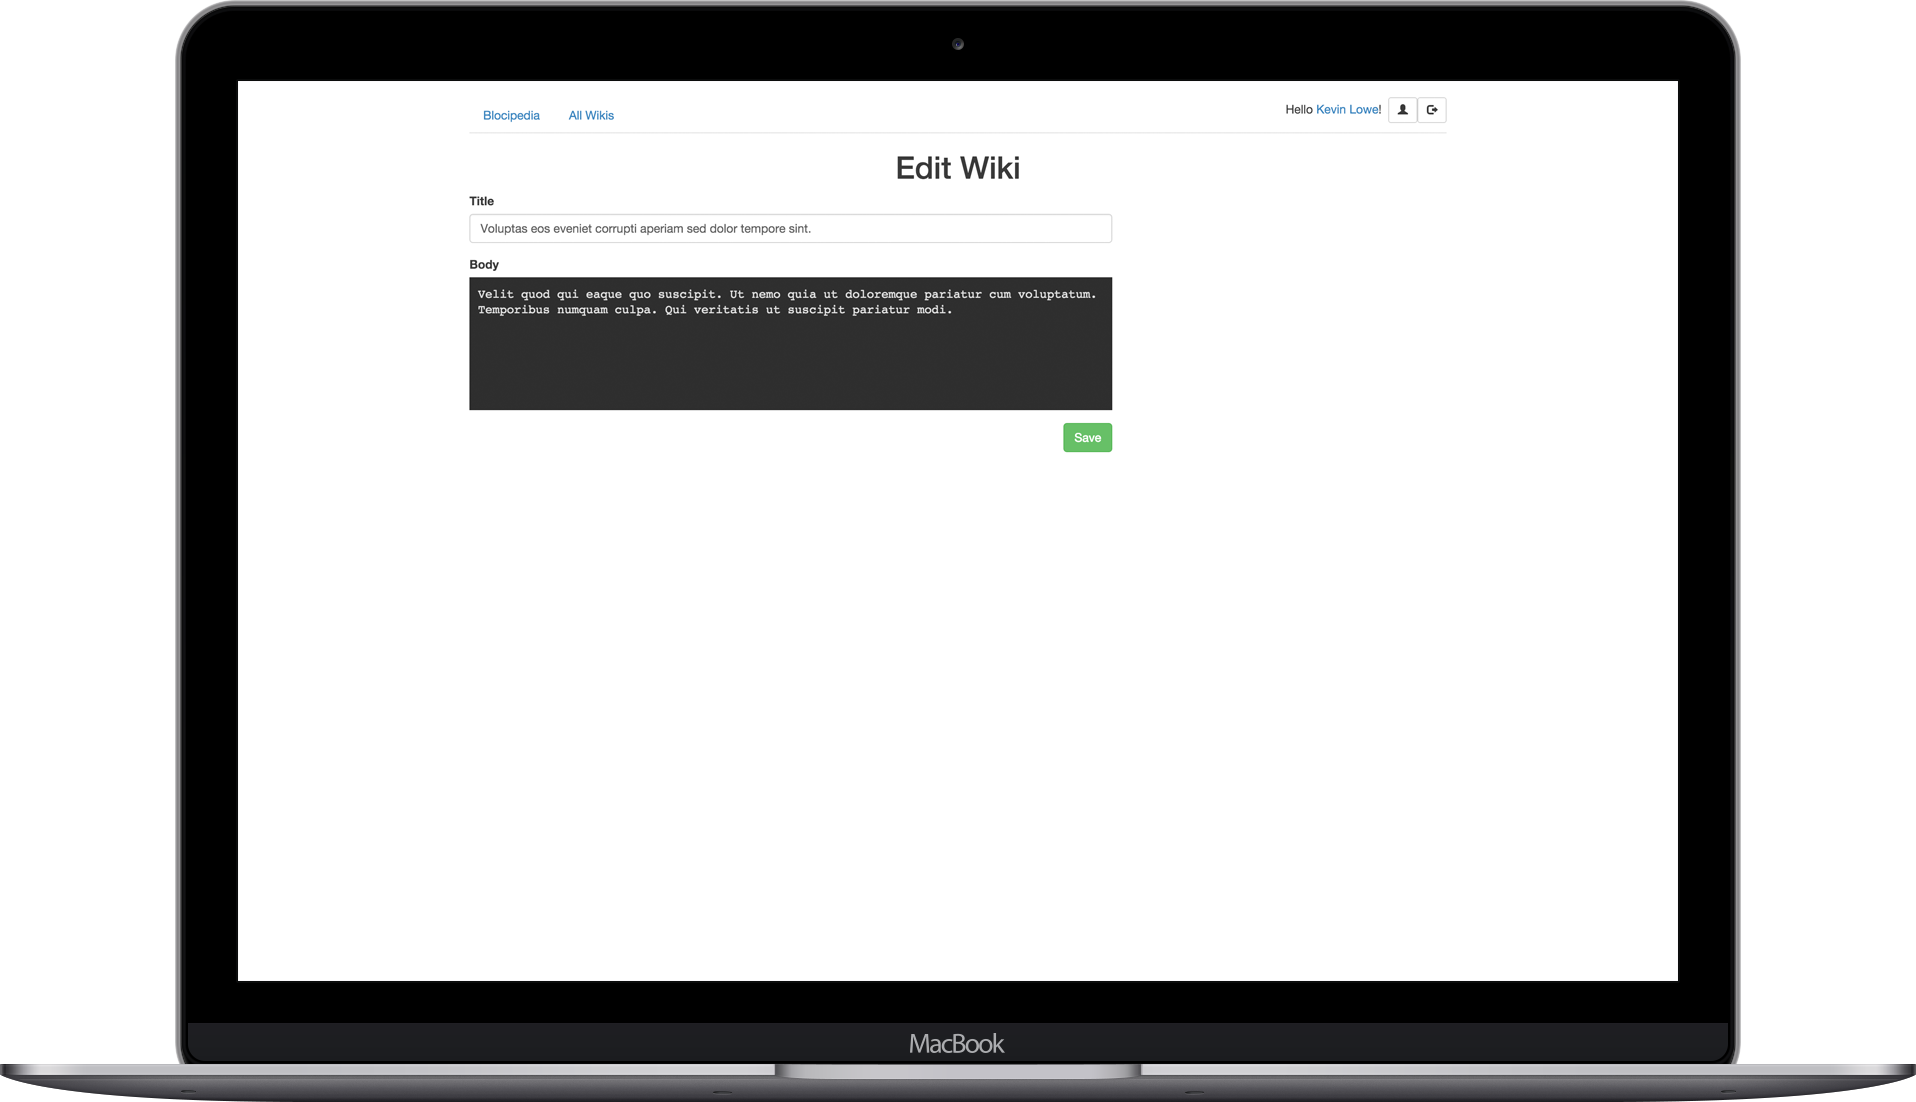 Blocipedia All Wikis Hello Kevin Lowe!
Edit Wiki
Title
Voluptas eos eveniet corrupti aperiam sed dolor tempore sint.
Body
Velit quod qui eaque quo suscipit. Ut nemo quia ut doloremque pariatur cum voluptatum.
Temporibus numquam culpa. Qui veritatis ut suscipit pariatur modi.
Save
MacBook